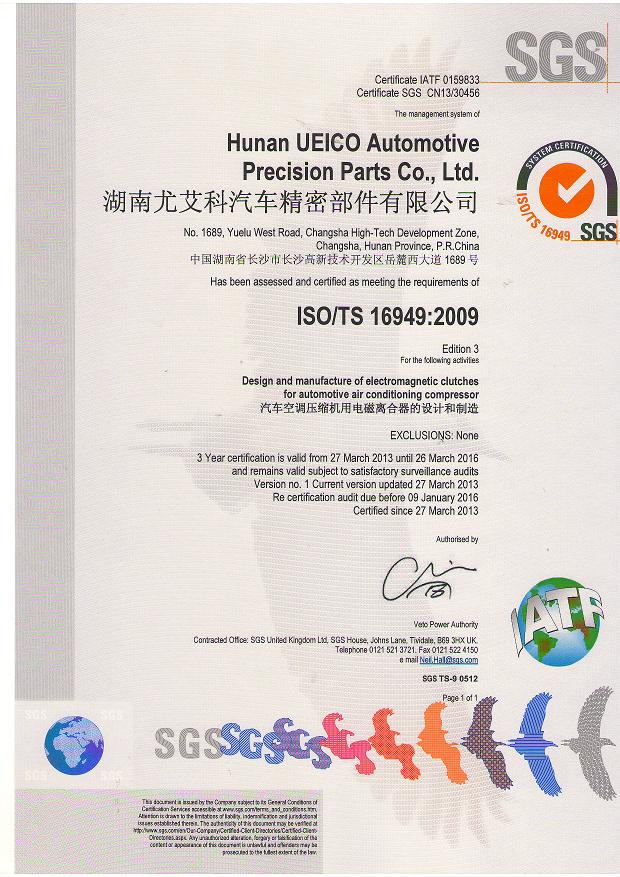 SGS
Certificate IATF 0159833
Certificate SGS CN13/30456
The management system of
Hunan UEICO Automotive
Precision Parts Co., Ltd.
湖南尤艾科汽车精密部件有限公司
SYSTEM CERTIFICATION
ISO/TS 16949
SGS
No. 1689, Yuelu West Road, Changsha High-Tech Development Zone,
Changsha, Hunan Province, P.R.China
中国湖南省长沙市长沙高新技术开发区岳麓西大道 1689 号
Has been assessed and certified as meeting the requirements of
ISO/TS 16949:2009
Edition 3
For the following activities
Design and manufacture of electromagnetic clutches
for automotive air conditioning compressor
汽车空调压缩机用电磁离合器的设计和制造
EXCLUSIONS: None
3 Year certification is valid from 27 March 2013 until 26 March 2016
and remains valid subject to satisfactory surveillance audits
Version no. 1 Current version updated 27 March 2013
Re certification audit due before 09 January 2016
Certified since 27 March 2013
Authorised by
Veto Power Authority
IATF
Contracted Office: SGS United Kingdom Ltd, SGS House, Johns Lane, Tividale, B69 3HX UK.
Telephone 0121 521 3721, Fax 0121 522 4150
e mail Neil.Hall@sgs.com
SGS TS-9 0512
Page 1 of 1
SGS SGS
SGS SGS SGS
SGS SGS
This document is issued by the Company subject to its General Conditions of
Certification Services accessible at www.sgs.com/terms_and_conditions.htm.
Attention is drawn to the limitations of liability, indemnification and jurisdictional
issues established therein. The authenticity of this document may be verified at
http://www.sgs.com/en/Our-Company/Certified-Client-Directories/Certified-Client-
Directories.aspx. Any unauthorized alteration, forgery or falsification of the
content or appearance of this document is unlawful and offenders may be
prosecuted to the fullest extent of the law.